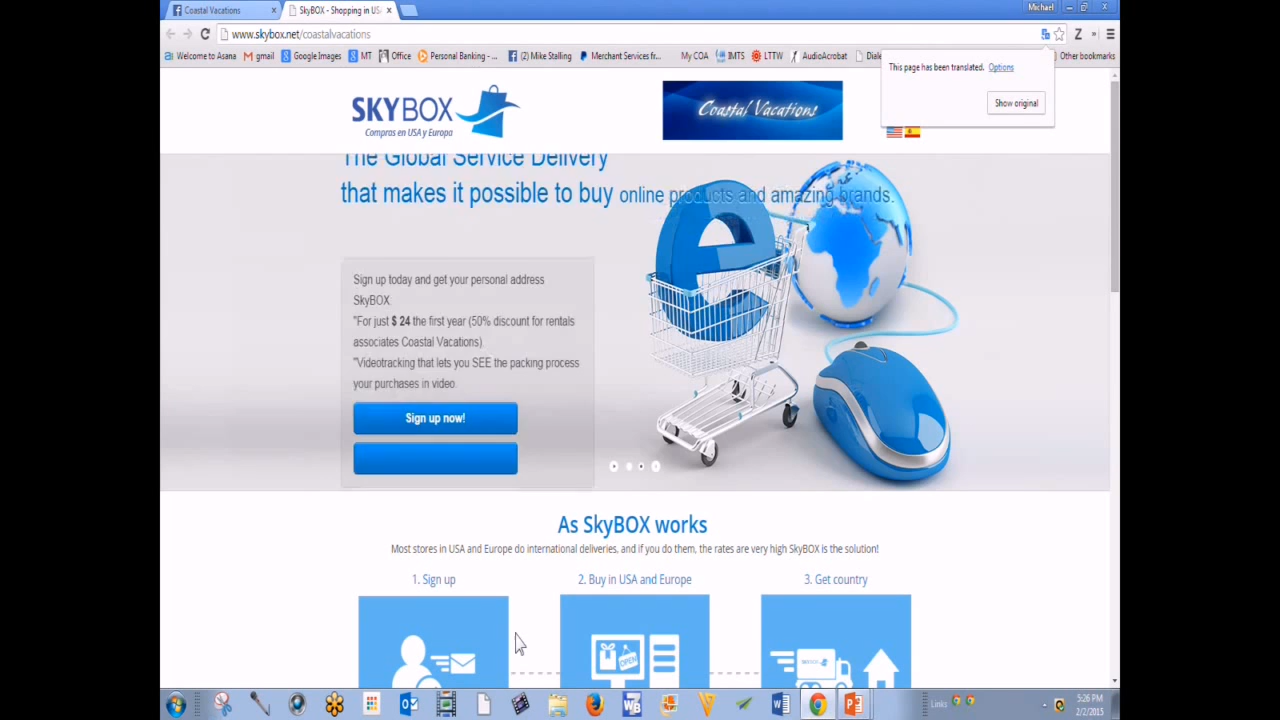 Coastal Vacations
SkyBOX - Shopping in USA
Michael
www.skybox.net/coastalvacations
Welcome to Asana
gmail
Google Images
MT
Office
Personal Banking - ...
(2) Mike Stalling
Merchant Services fr...
My COA
IMTS
LTTW
AudioAcrobat
Other bookmarks
This page has been translated. Options
Show original
SKYBOX
Compras en USA y Europa
Coastal Vacations
The Global Service Delivery
that makes it possible to buy online products and amazing brands.
Sign up today and get your personal address
SkyBOX.
"For just $ 24 the first year (50% discount for rentals
associates Coastal Vacations).
"Videotracking that lets you SEE the packing process
your purchases in video.
Sign up now!
As SkyBOX works
Most stores in USA and Europe do international deliveries, and if you do them, the rates are very high SkyBOX is the solution!
1. Sign up
2. Buy in USA and Europe
3. Get country
OPEN
Links
5:26 PM
2/2/2015